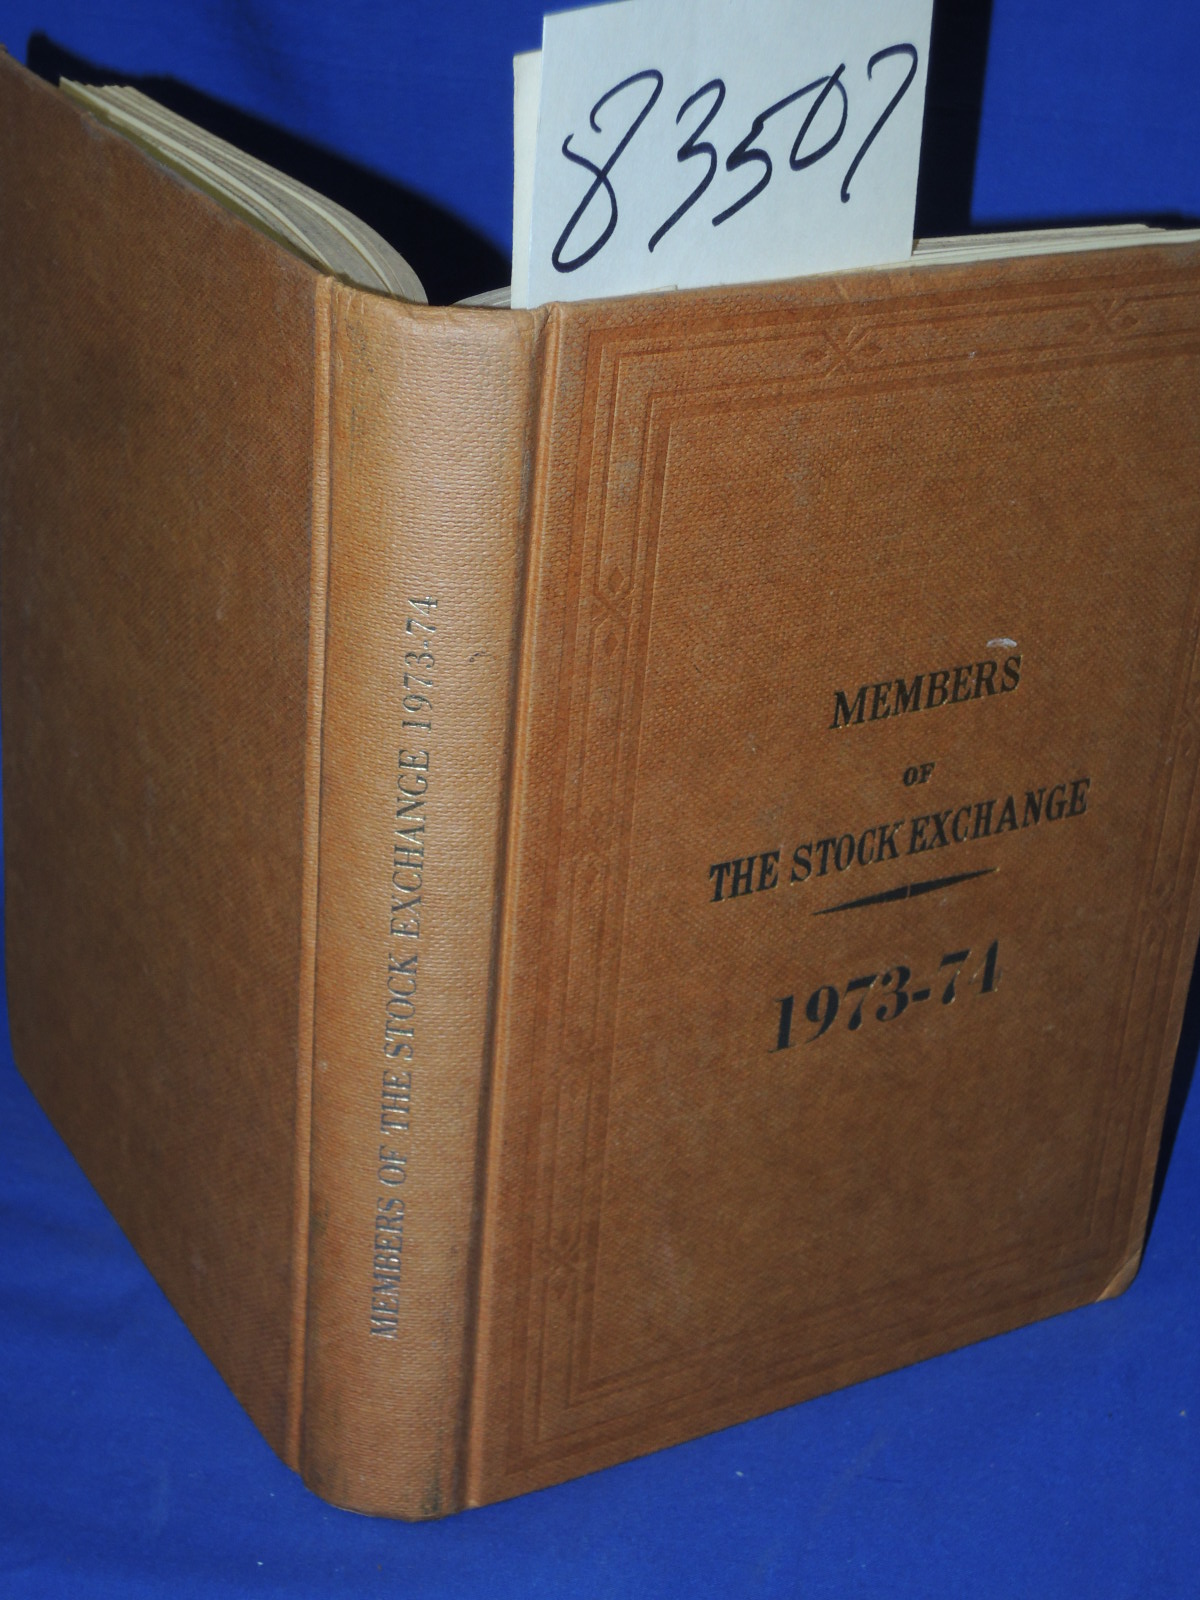 83507
MEMBERS OF THE STOCK EXCHANGE 1973-74
MEMBERS
OF
THE STOCK EXCHANGE
1973-74